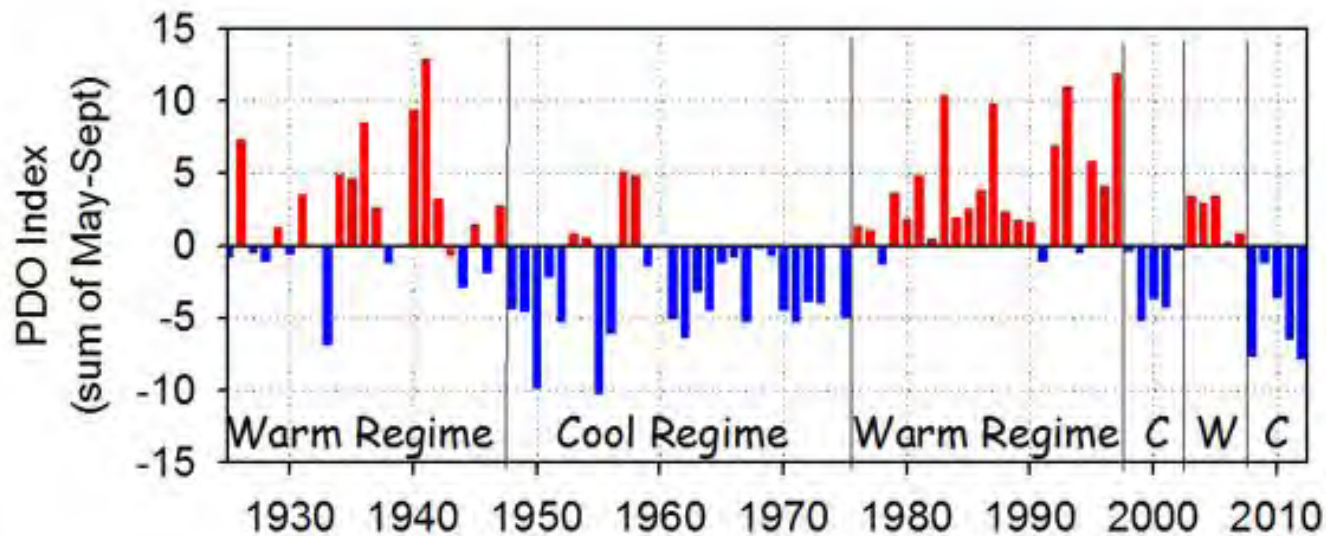 PDO Index
(sum of May-Sept)
15
10
5
0
-5
-10
-15
Warm Regime
Cool Regime
Warm Regime
C
W
C
1930 1940 1950 1960 1970 1980 1990 2000 2010